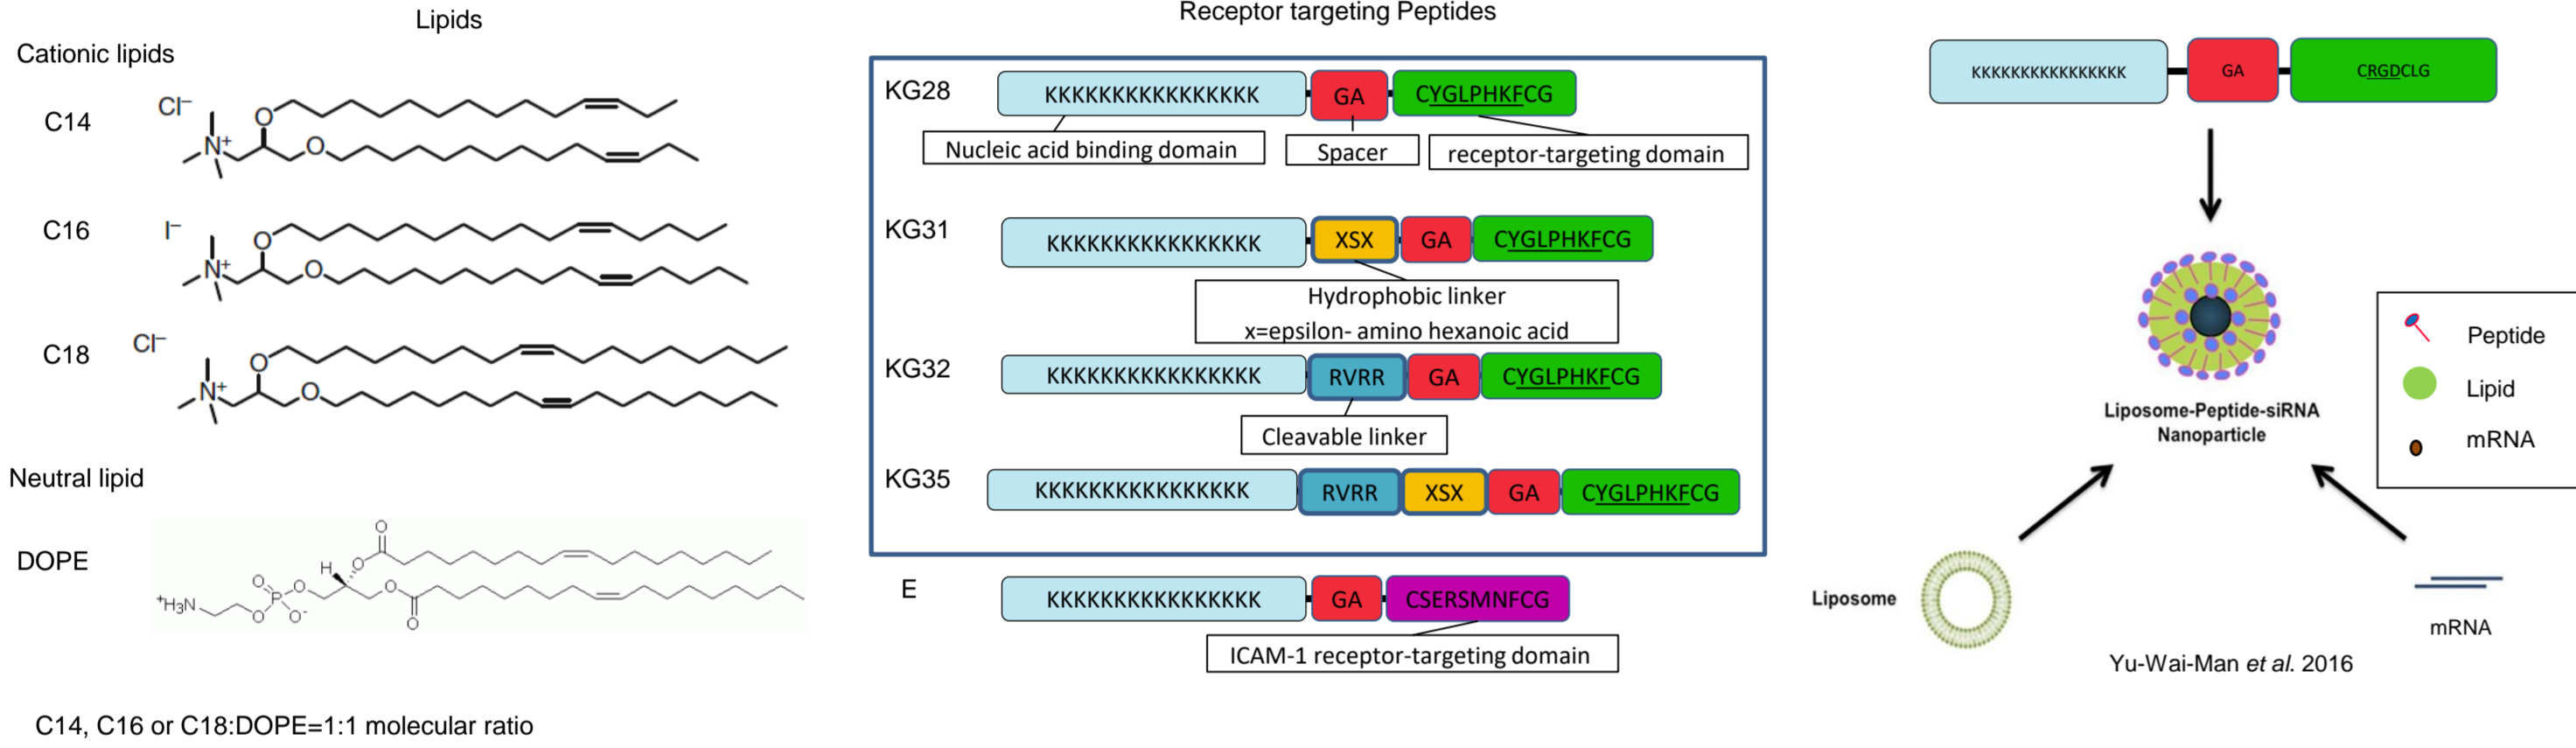 Lipids
Cationic lipids
C14
Cl⁻
O
N⁺
O
C16
I⁻
O
N⁺
O
C18
Cl⁻
O
N⁺
O
Neutral lipid
DOPE
O
O
H
O
O
P
O
O
O⁻
⁺H₃N
O
O
C14, C16 or C18:DOPE=1:1 molecular ratio
Receptor targeting Peptides
KG28
KKKKKKKKKKKKKKKK
GA
CYGLPHKFCG
Nucleic acid binding domain
Spacer
receptor-targeting domain
KG31
KKKKKKKKKKKKKKKK
XSX
GA
CYGLPHKFCG
Hydrophobic linker
x=epsilon- amino hexanoic acid
KG32
KKKKKKKKKKKKKKKK
RVRR
GA
CYGLPHKFCG
Cleavable linker
KG35
KKKKKKKKKKKKKKKK
RVRR
XSX
GA
CYGLPHKFCG
E
KKKKKKKKKKKKKKKK
GA
CSERSMNFCG
ICAM-1 receptor-targeting domain
KKKKKKKKKKKKKKKK
GA
CRGDCLG
Liposome-Peptide-siRNA
Nanoparticle
Peptide
Lipid
mRNA
Liposome
mRNA
Yu-Wai-Man et al. 2016